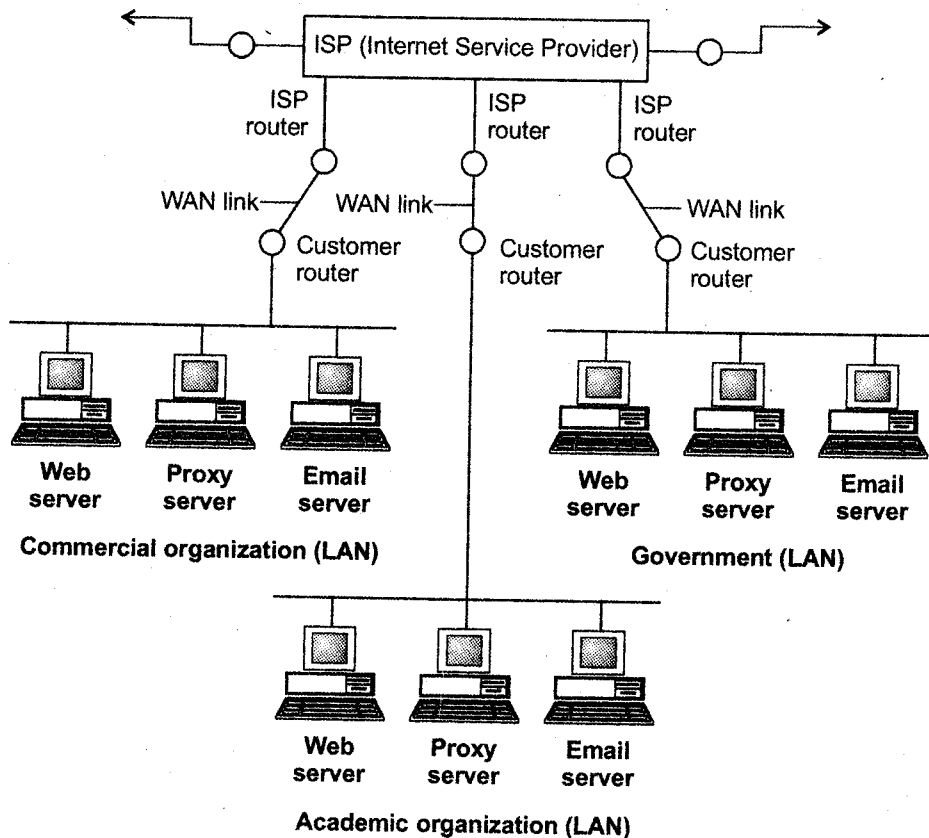 ISP (Internet Service Provider)
ISP
router
ISP
router
ISP
router
WAN link
WAN link
WAN link
Customer
router
Customer
router
Customer
router
Web
server
Proxy
server
Email
server
Commercial organization (LAN)
Web
server
Proxy
server
Email
server
Government (LAN)
Web
server
Proxy
server
Email
server
Academic organization (LAN)